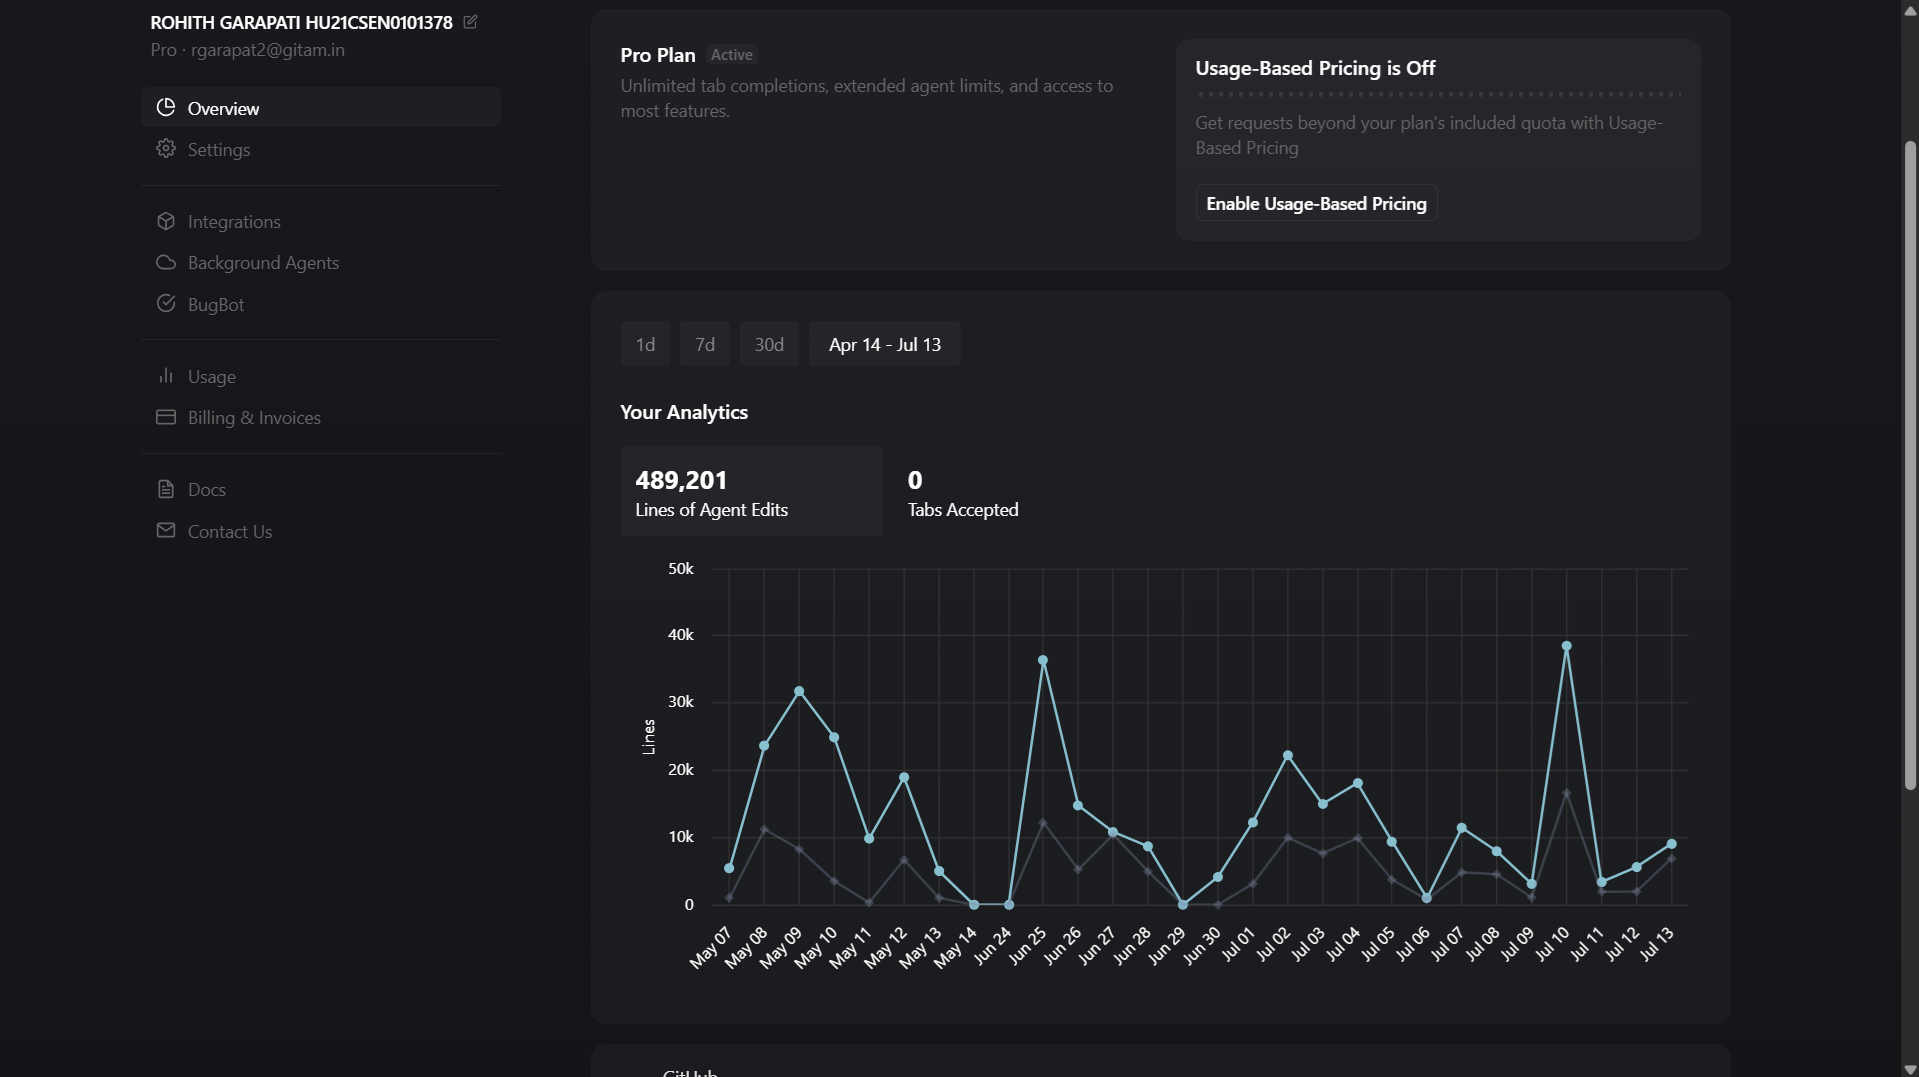 ROHITH GARAPATI HU21CSEN0101378
Pro · rgarapat2@gitam.in
Overview
Settings
Integrations
Background Agents
BugBot
Usage
Billing & Invoices
Docs
Contact Us
Pro Plan Active
Unlimited tab completions, extended agent limits, and access to
most features.
Usage-Based Pricing is Off
Get requests beyond your plan's included quota with Usage-
Based Pricing
Enable Usage-Based Pricing
1d 7d 30d Apr 14 - Jul 13
Your Analytics
489,201
Lines of Agent Edits
0
Tabs Accepted
50k
40k
30k
20k
10k
0
Lines
May 07 May 08 May 09 May 10 May 11 May 12 May 13 May 14 Jun 24 Jun 25 Jun 26 Jun 27 Jun 28 Jun 29 Jun 30 Jul 01 Jul 02 Jul 03 Jul 04 Jul 05 Jul 06 Jul 07 Jul 08 Jul 09 Jul 10 Jul 11 Jul 12 Jul 13
GitHub